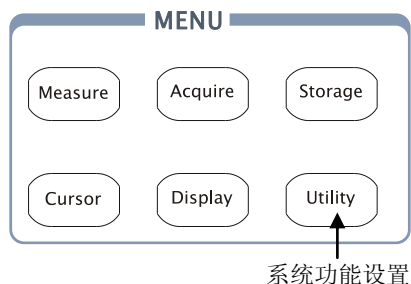 MENU
Measure Acquire Storage
Cursor Display Utility
系统功能设置